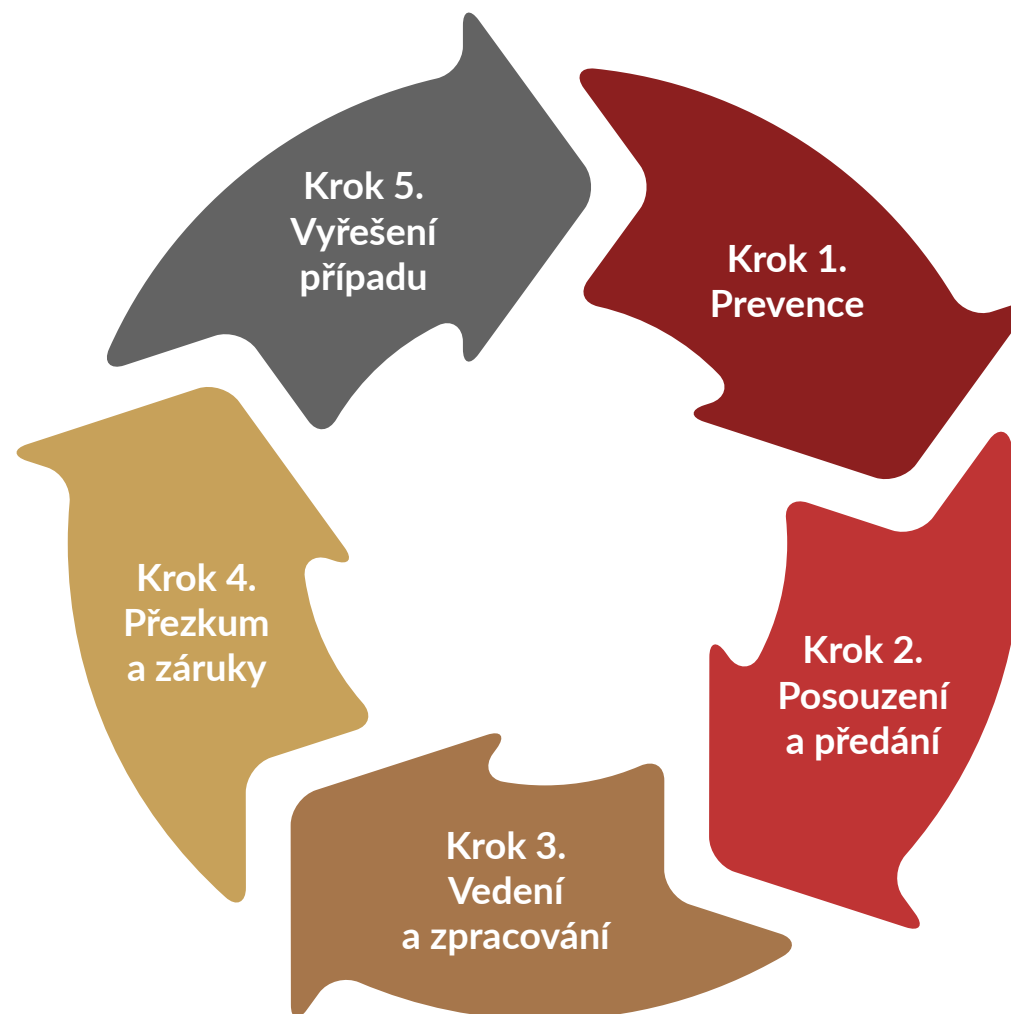 Krok 1.
Prevence
Krok 2.
Posouzení
a předání
Krok 3.
Vedení
a zpracování
Krok 4.
Přezkum
a záruky
Krok 5.
Vyřešení
případu